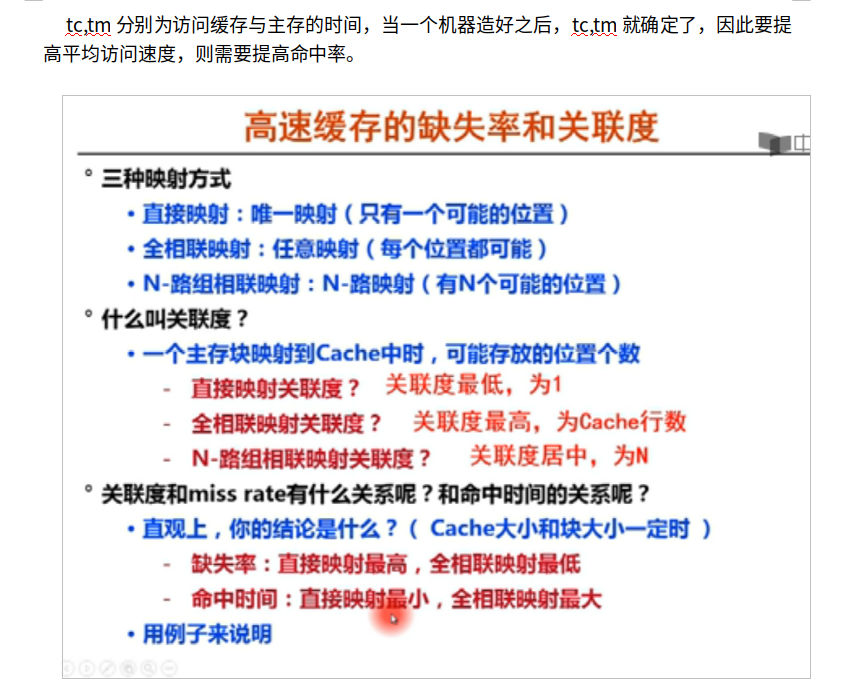 tc,tm 分别为访问缓存与主存的时间，当一个机器造好之后，tc,tm 就确定了，因此要提
高平均访问速度，则需要提高命中率。
高速缓存的缺失率和关联度
° 三种映射方式
• 直接映射：唯一映射（只有一个可能的位置）
• 全相联映射：任意映射（每个位置都可能）
• N-路组相联映射：N-路映射（有N个可能的位置）
° 什么叫关联度？
• 一个主存块映射到Cache中时，可能存放的位置个数
- 直接映射关联度？ 关联度最低，为1
- 全相联映射关联度？ 关联度最高，为Cache行数
- N-路组相联映射关联度？ 关联度居中，为N
° 关联度和miss rate有什么关系呢？和命中时间的关系呢？
• 直观上，你的结论是什么？（ Cache大小和块大小一定时 ）
- 缺失率：直接映射最高，全相联映射最低
- 命中时间：直接映射最小，全相联映射最大
• 用例子来说明